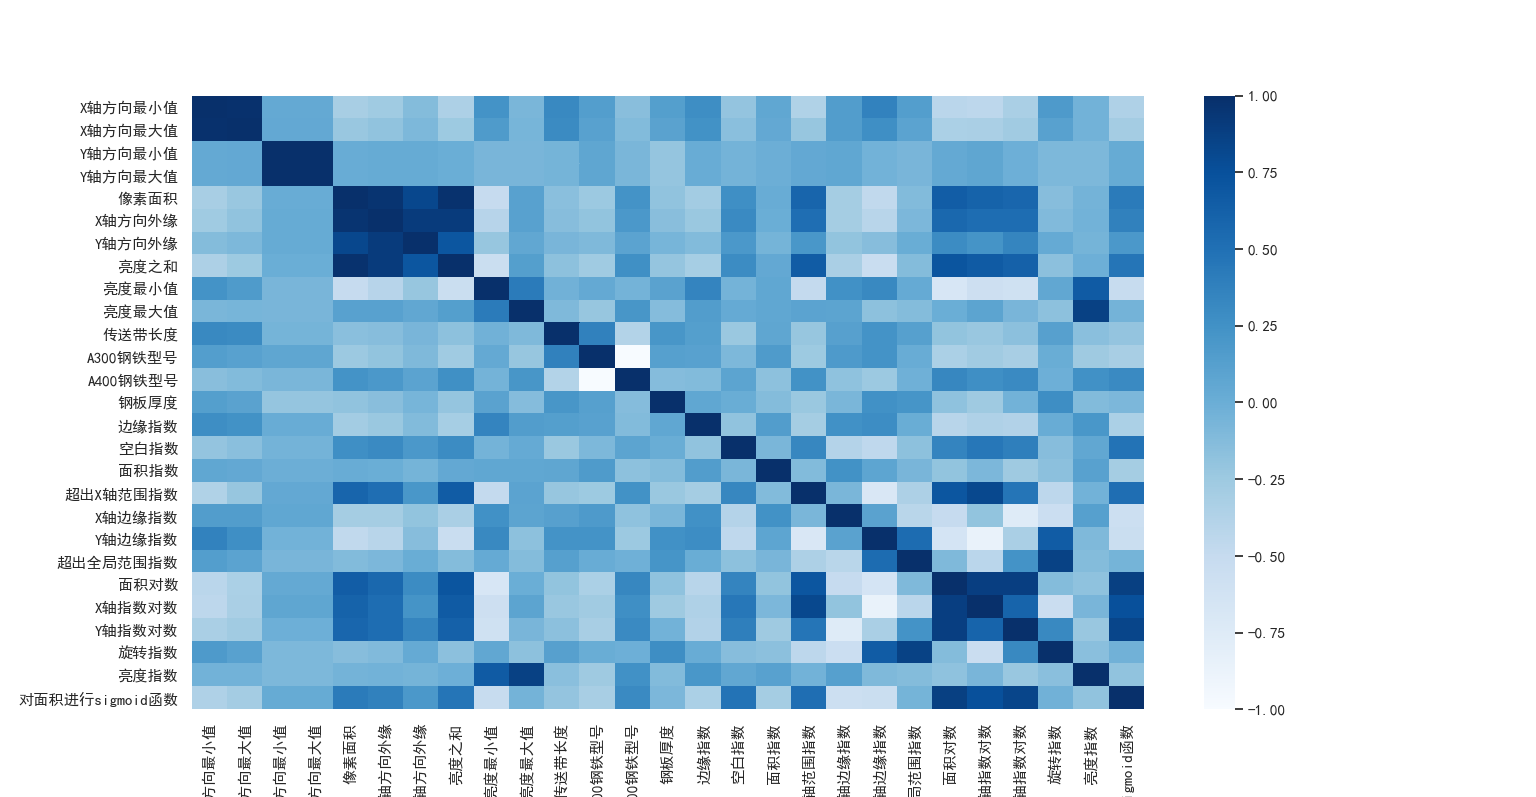 X轴方向最小值
X轴方向最大值
Y轴方向最小值
Y轴方向最大值
像素面积
X轴方向外缘
Y轴方向外缘
亮度之和
亮度最小值
亮度最大值
传送带长度
A300钢铁型号
A400钢铁型号
钢板厚度
边缘指数
空白指数
面积指数
超出X轴范围指数
X轴边缘指数
Y轴边缘指数
超出全局范围指数
面积对数
X轴指数对数
Y轴指数对数
旋转指数
亮度指数
对面积进行sigmoid函数
方向最小值
方向最大值
方向最小值
方向最大值
像素面积
轴方向外缘
轴方向外缘
亮度之和
亮度最小值
亮度最大值
传送带长度
00钢铁型号
00钢铁型号
钢板厚度
边缘指数
空白指数
面积指数
轴范围指数
轴边缘指数
轴边缘指数
局范围指数
面积对数
轴指数对数
轴指数对数
旋转指数
亮度指数
igmoid函数
1.00
0.75
0.50
0.25
0.00
−0.25
−0.50
−0.75
−1.00